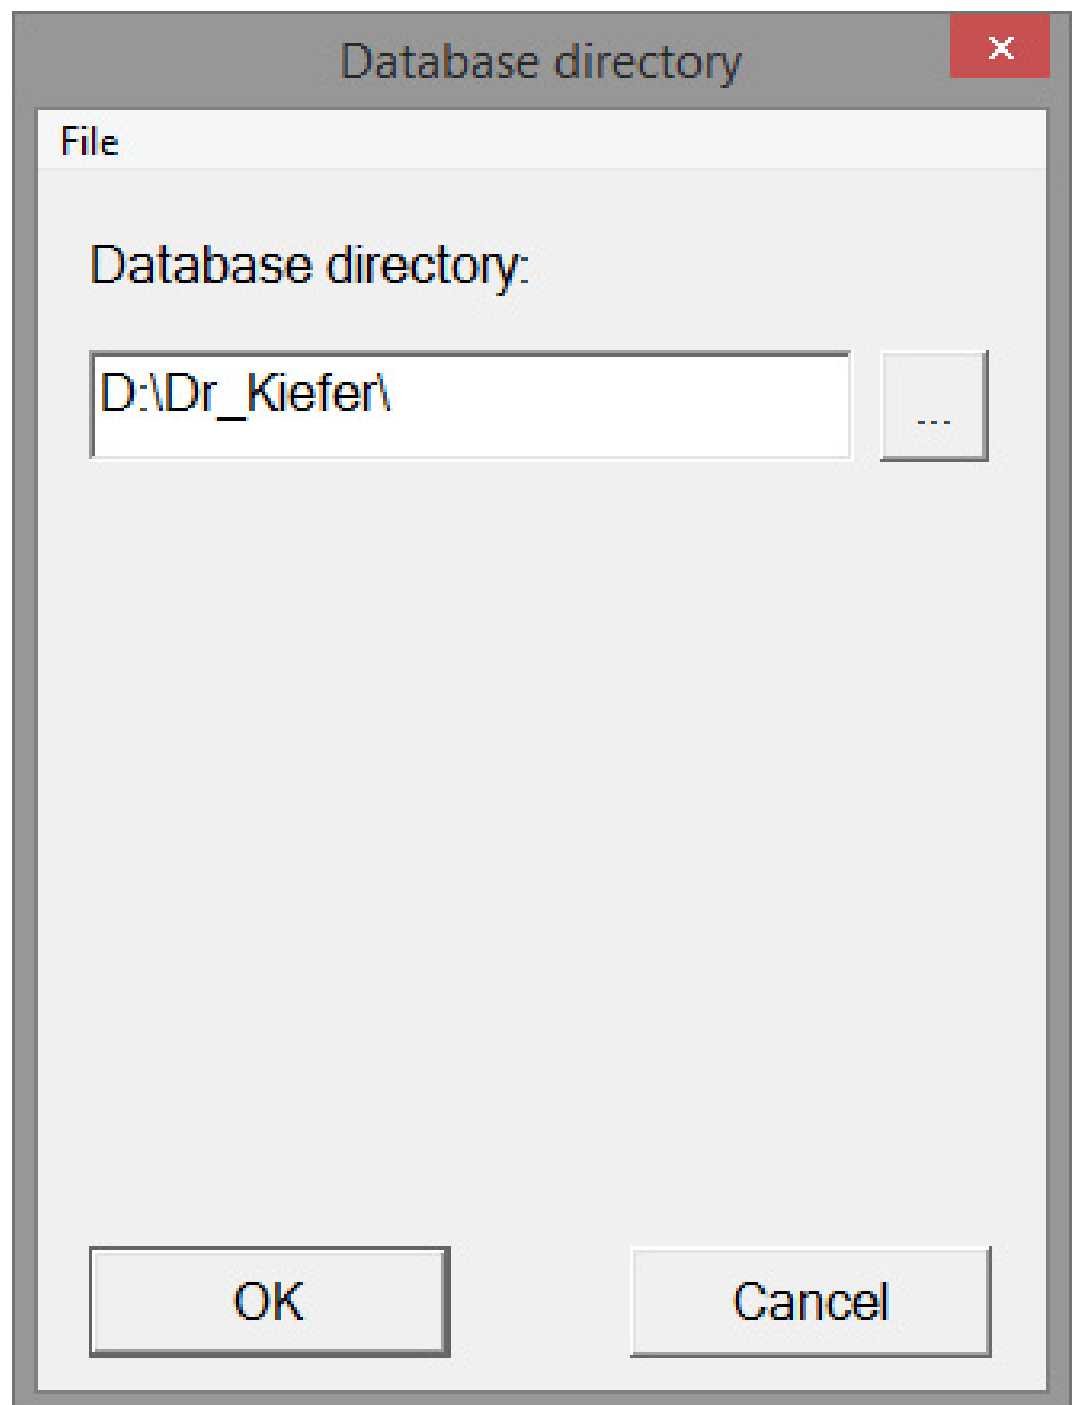 Database directory
x
File
Database directory:
D:\Dr_Kiefer\
...
OK
Cancel